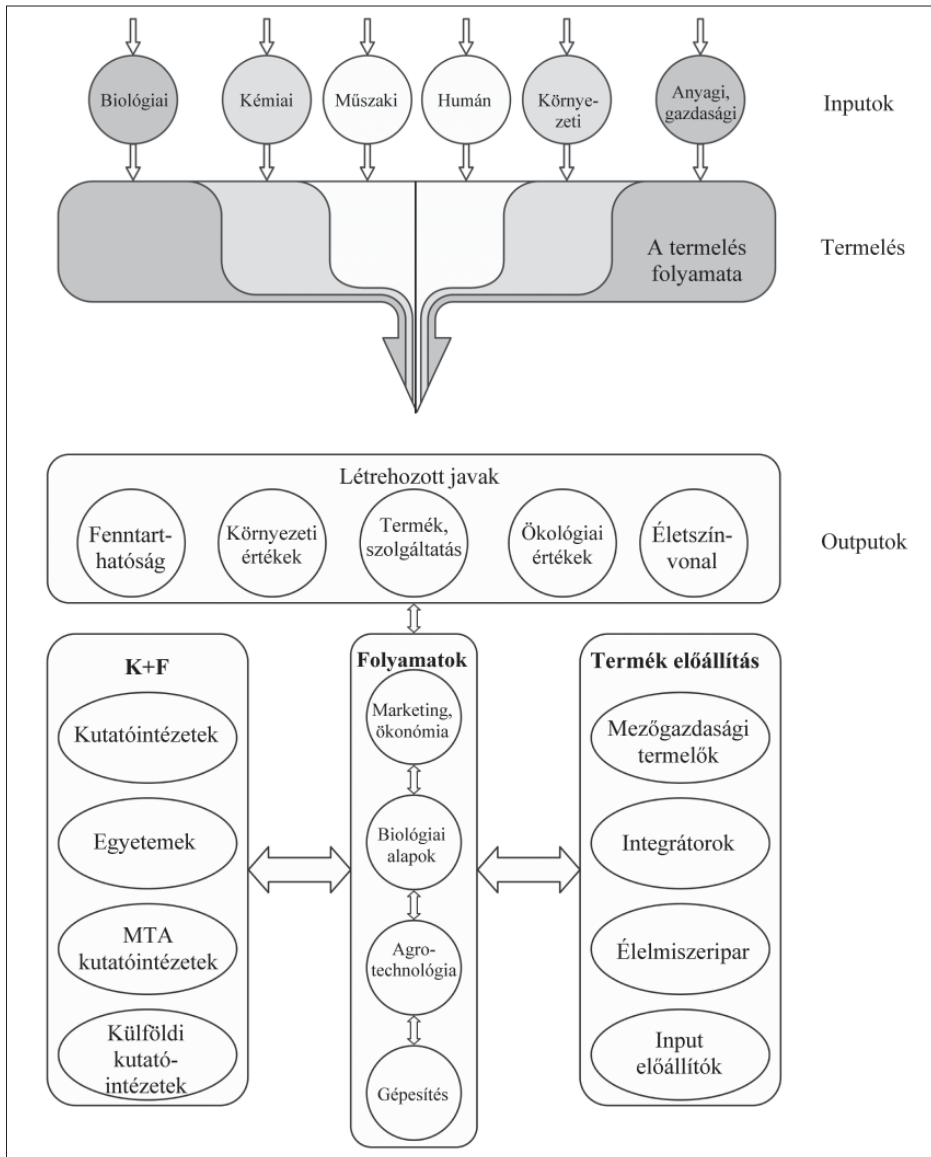 Biológiai
Kémiai
Műszaki
Humán
Környe-
zeti
Anyagi,
gazdasági
Inputok
A termelés
folyamata
Termelés
Létrehozott javak
Fenntart-
hatóság
Környezeti
értékek
Termék,
szolgáltatás
Ökológiai
értékek
Életszín-
vonal
Outputok
K+F
Kutatóintézetek
Egyetemek
MTA
kutatóintézetek
Külföldi
kutató-
intézetek
Folyamatok
Marketing,
ökonómia
Biológiai
alapok
Agro-
technológia
Gépesítés
Termék előállítás
Mezőgazdasági
termelők
Integrátorok
Élelmiszeripar
Input
előállítók